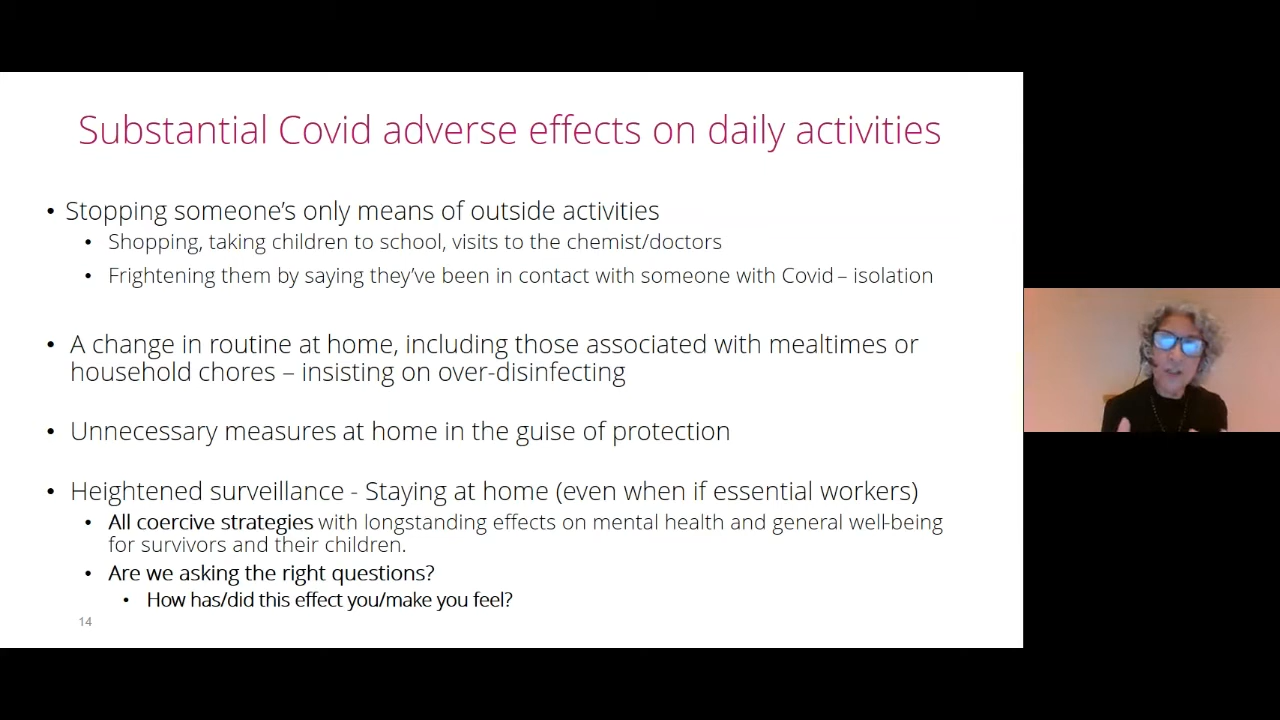 Substantial Covid adverse effects on daily activities
• Stopping someone’s only means of outside activities
• Shopping, taking children to school, visits to the chemist/doctors
• Frightening them by saying they’ve been in contact with someone with Covid – isolation
• A change in routine at home, including those associated with mealtimes or
household chores – insisting on over-disinfecting
• Unnecessary measures at home in the guise of protection
• Heightened surveillance - Staying at home (even when if essential workers)
• All coercive strategies with longstanding effects on mental health and general well-being
for survivors and their children.
• Are we asking the right questions?
• How has/did this effect you/make you feel?
14